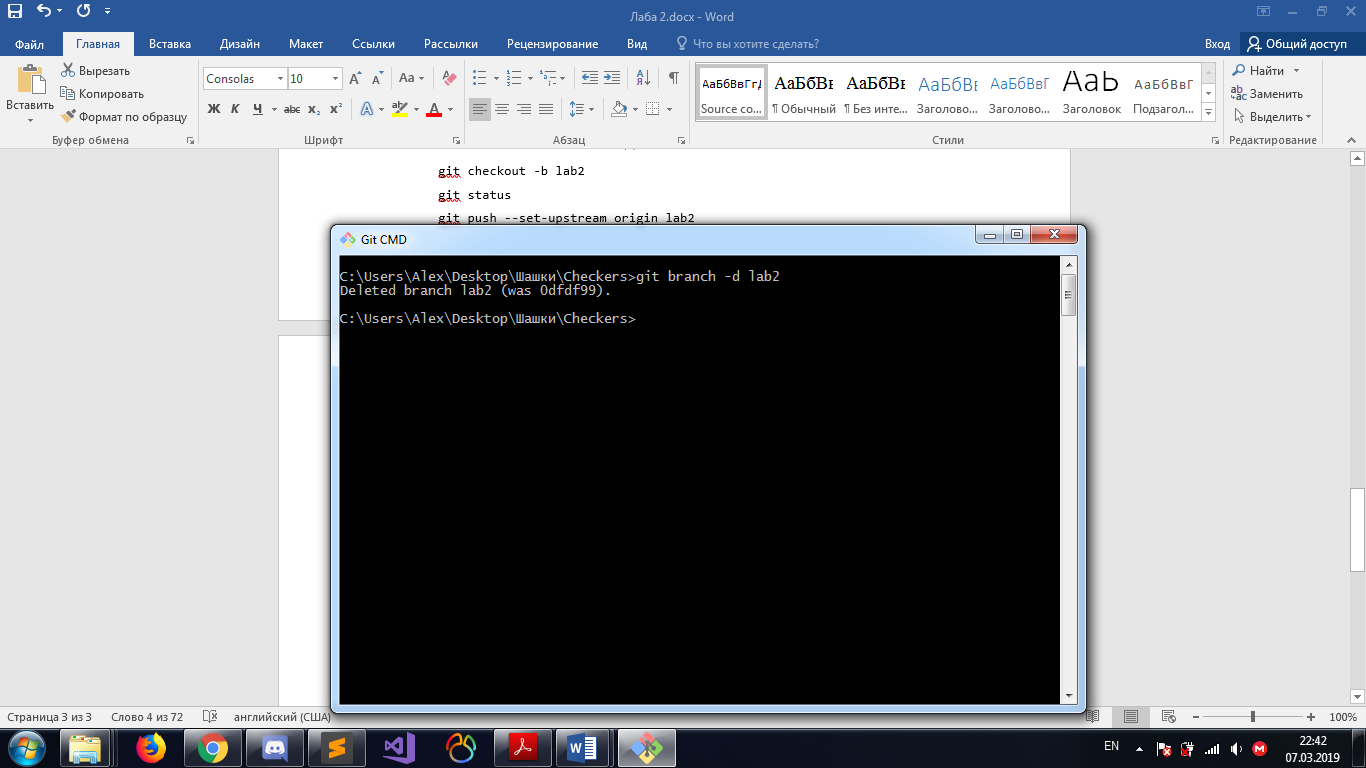 Лаба 2.docx - Word
Файл Главная Вставка Дизайн Макет Ссылки Рассылки Рецензирование Вид Что вы хотите сделать? Вход Общий доступ
Вставить
Вырезать
Копировать
Формат по образцу
Буфер обмена
Consolas 10
Ж К Ч abc x₂ x²
Шрифт
Абзац
АаБбВвГгД АаБбВв АаБбВв АаБбВв АаБбВвГ АаЬ АаБбВвГ
Source co... ¶ Обычный ¶ Без инте... Заголово... Заголово... Заголовок Подзагол...
Стили
Найти
Заменить
Выделить
Редактирование
git checkout -b lab2
git status
git push --set-upstream origin lab2
Git CMD
C:\Users\Alex\Desktop\Шашки\Checkers>git branch -d lab2
Deleted branch lab2 (was 0dfdf99).
C:\Users\Alex\Desktop\Шашки\Checkers>
Страница 3 из 3 Слово 4 из 72 английский (США) 100%
EN 22:42
07.03.2019